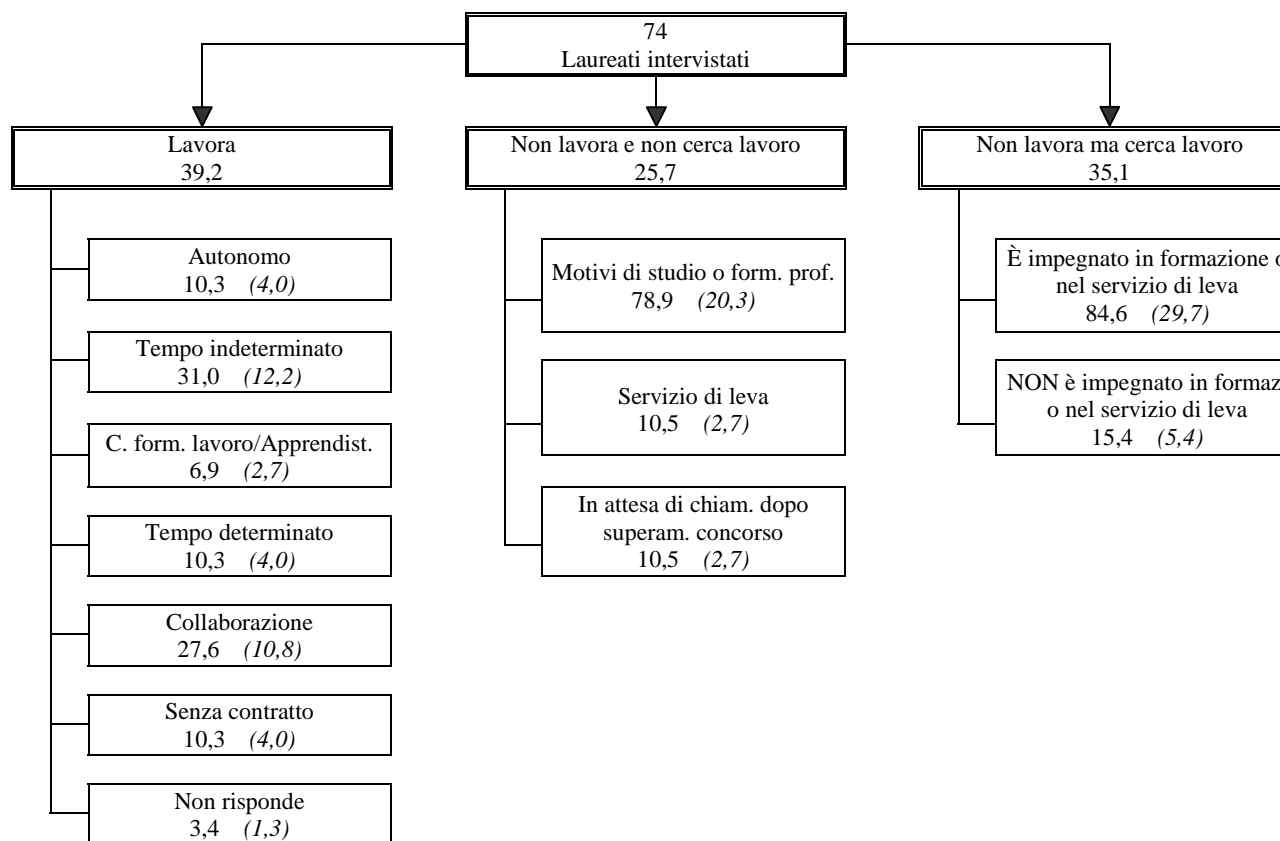 74
Laureati intervistati
Lavora
39,2
Autonomo
10,3 (4,0)
Tempo indeterminato
31,0 (12,2)
C. form. lavoro/Apprendist.
6,9 (2,7)
Tempo determinato
10,3 (4,0)
Collaborazione
27,6 (10,8)
Senza contratto
10,3 (4,0)
Non risponde
3,4 (1,3)
Non lavora e non cerca lavoro
25,7
Motivi di studio o form. prof.
78,9 (20,3)
Servizio di leva
10,5 (2,7)
In attesa di chiam. dopo
superam. concorso
10,5 (2,7)
Non lavora ma cerca lavoro
35,1
È impegnato in formazione o
nel servizio di leva
84,6 (29,7)
NON è impegnato in formaz
o nel servizio di leva
15,4 (5,4)